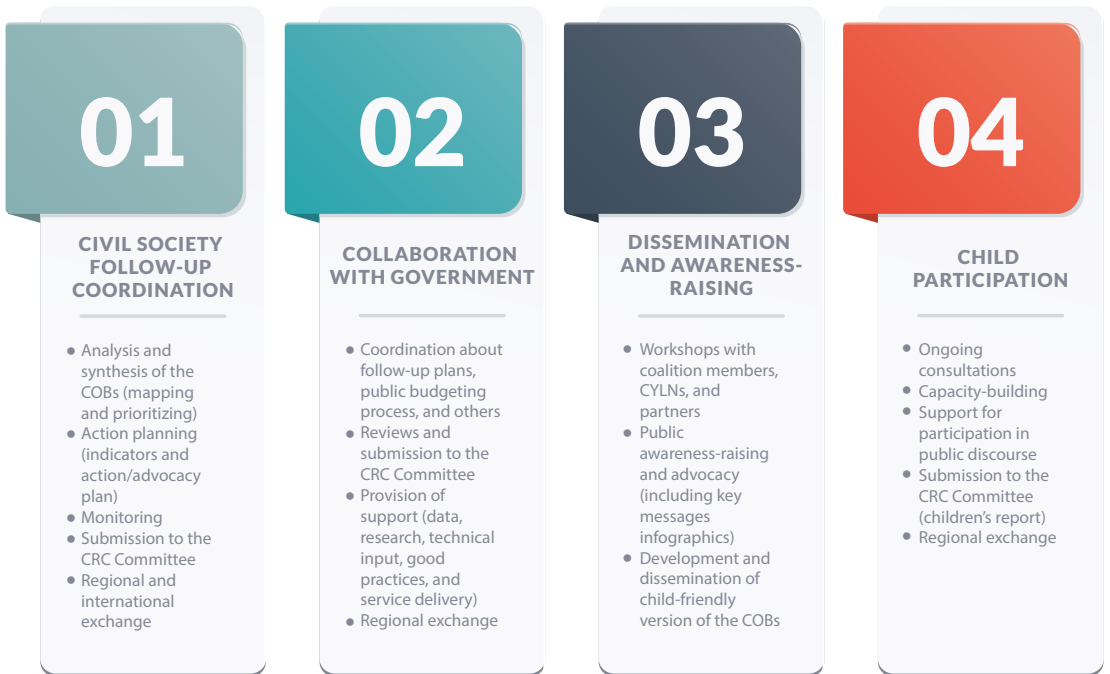 01
CIVIL SOCIETY
FOLLOW-UP
COORDINATION
• Analysis and
synthesis of the
COBs (mapping
and prioritizing)
• Action planning
(indicators and
action/advocacy
plan)
• Monitoring
• Submission to the
CRC Committee
• Regional and
international
exchange
02
COLLABORATION
WITH GOVERNMENT
• Coordination about
follow-up plans,
public budgeting
process, and others
• Reviews and
submission to the
CRC Committee
• Provision of
support (data,
research, technical
input, good
practices, and
service delivery)
• Regional exchange
03
DISSEMINATION
AND AWARENESS-
RAISING
• Workshops with
coalition members,
CYLNs, and
partners
• Public
awareness-raising
and advocacy
(including key
messages
infographics)
• Development and
dissemination of
child-friendly
version of the COBs
04
CHILD
PARTICIPATION
• Ongoing
consultations
• Capacity-building
• Support for
participation in
public discourse
• Submission to the
CRC Committee
(children’s report)
• Regional exchange